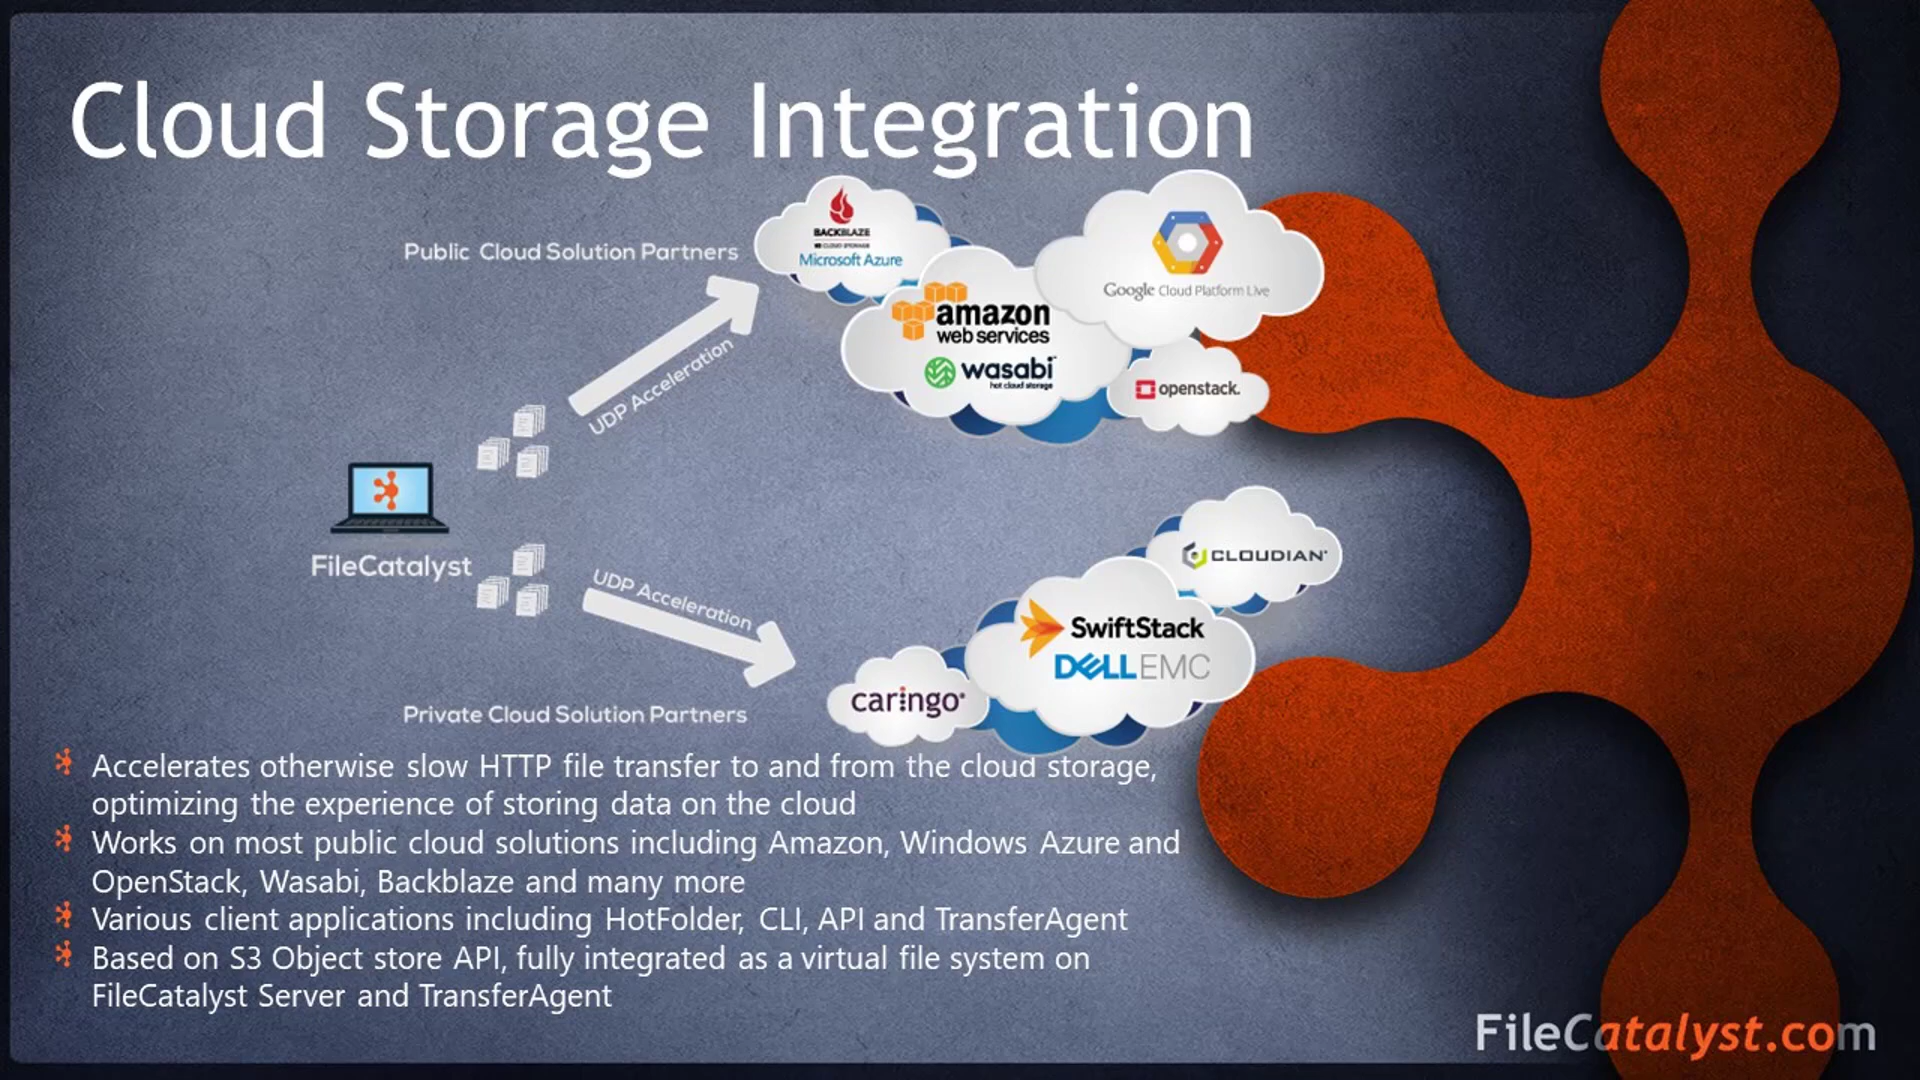 Cloud Storage Integration
Public Cloud Solution Partners
BACKBLAZE
Microsoft Azure
Google Cloud Platform Live
amazon
web services
wasabi
hot cloud storage
openstack.
UDP Acceleration
FileCatalyst
UDP Acceleration
CLOUDIAN
SwiftStack
DELL EMC
caringo
Private Cloud Solution Partners
Accelerates otherwise slow HTTP file transfer to and from the cloud storage,
optimizing the experience of storing data on the cloud
Works on most public cloud solutions including Amazon, Windows Azure and
OpenStack, Wasabi, Backblaze and many more
Various client applications including HotFolder, CLI, API and TransferAgent
Based on S3 Object store API, fully integrated as a virtual file system on
FileCatalyst Server and TransferAgent
FileCatalyst.com